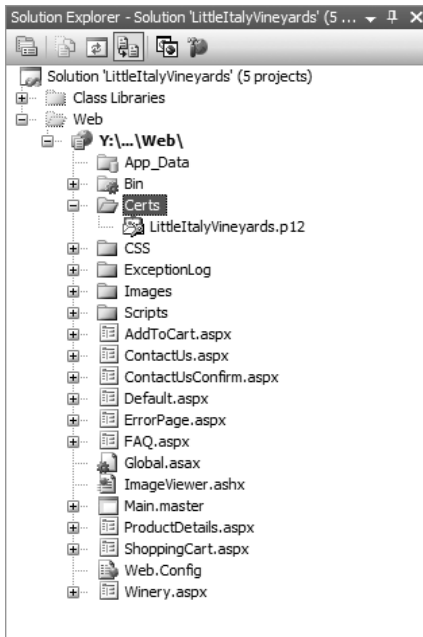 Solution Explorer - Solution 'LittleItalyVineyards' (5 ...
Solution 'LittleItalyVineyards' (5 projects)
Class Libraries
Web
Y:\...\Web\
App_Data
Bin
Certs
LittleItalyVineyards.p12
CSS
ExceptionLog
Images
Scripts
AddToCart.aspx
ContactUs.aspx
ContactUsConfirm.aspx
Default.aspx
ErrorPage.aspx
FAQ.aspx
Global.asax
ImageViewer.ashx
Main.master
ProductDetails.aspx
ShoppingCart.aspx
Web.Config
Winery.aspx